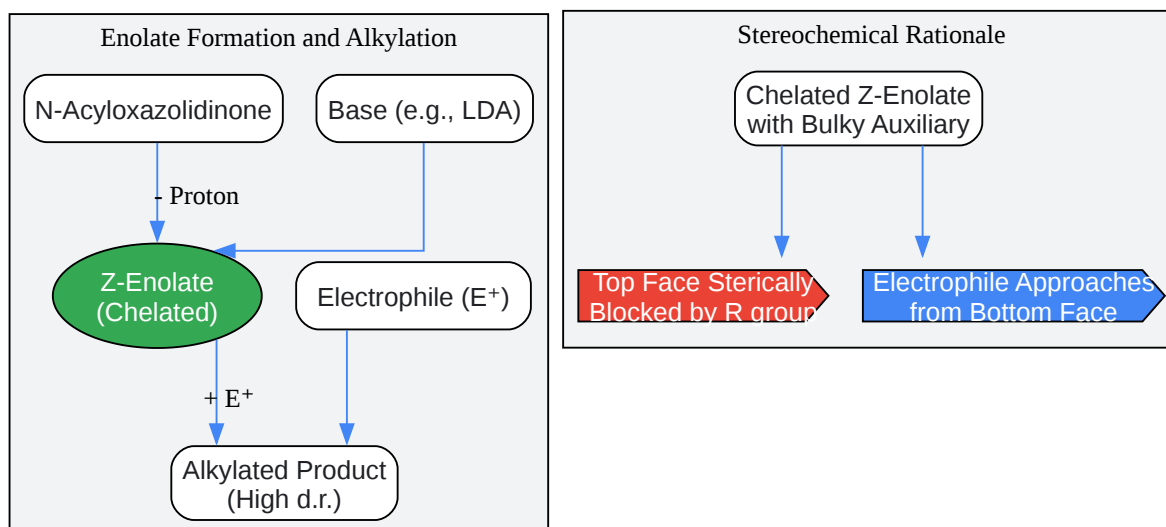 Enolate Formation and Alkylation
N-Acyloxazolidinone
Base (e.g., LDA)
- Proton
Z-Enolate
(Chelated)
Electrophile (E⁺)
+ E⁺
Alkylated Product
(High d.r.)
Stereochemical Rationale
Chelated Z-Enolate
with Bulky Auxiliary
Top Face Sterically
Blocked by R group
Electrophile Approaches
from Bottom Face